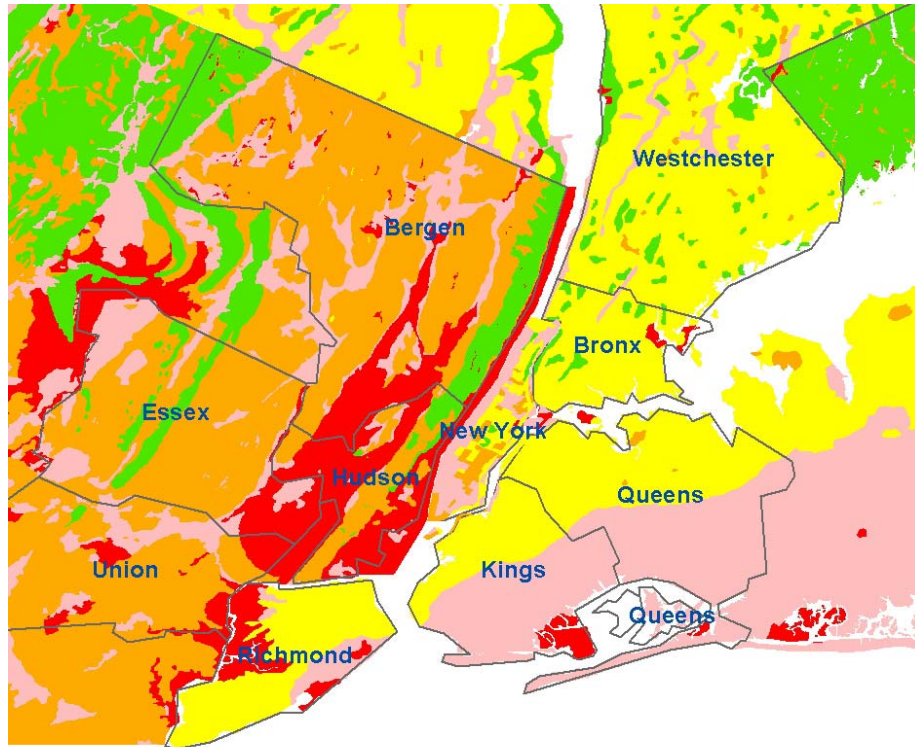 Westchester
Bergen
Bronx
Essex
New York
Hudson
Queens
Union
Kings
Queens
Richmond